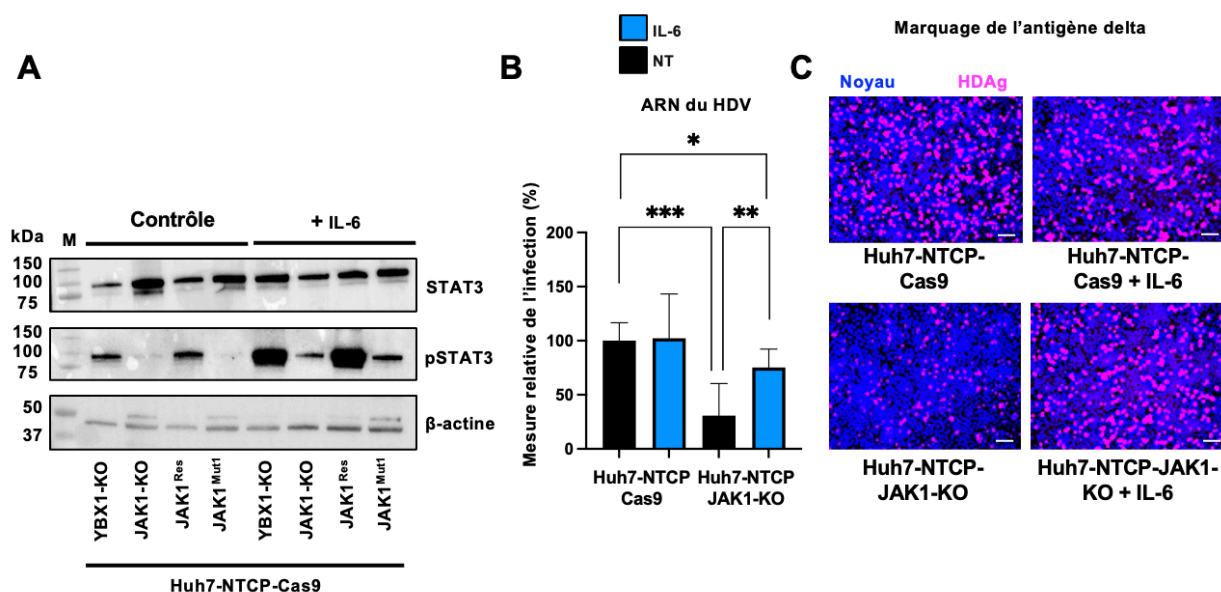 A
Contrôle
+ IL-6
kDa
M
150
100
75
STAT3
150
100
75
pSTAT3
50
37
β-actine
YBX1-KO
JAK1-KO
JAK1Res
JAK1Mut1
YBX1-KO
JAK1-KO
JAK1Res
JAK1Mut1
Huh7-NTCP-Cas9
B
IL-6
NT
ARN du HDV
*
***
**
Mesure relative de l'infection (%)
200
150
100
50
0
Huh7-NTCP
Cas9
Huh7-NTCP
JAK1-KO
Marquage de l'antigène delta
C
Noyau
HDAg
Huh7-NTCP-
Cas9
Huh7-NTCP-
Cas9 + IL-6
Huh7-NTCP-
JAK1-KO
Huh7-NTCP-JAK1-
KO + IL-6